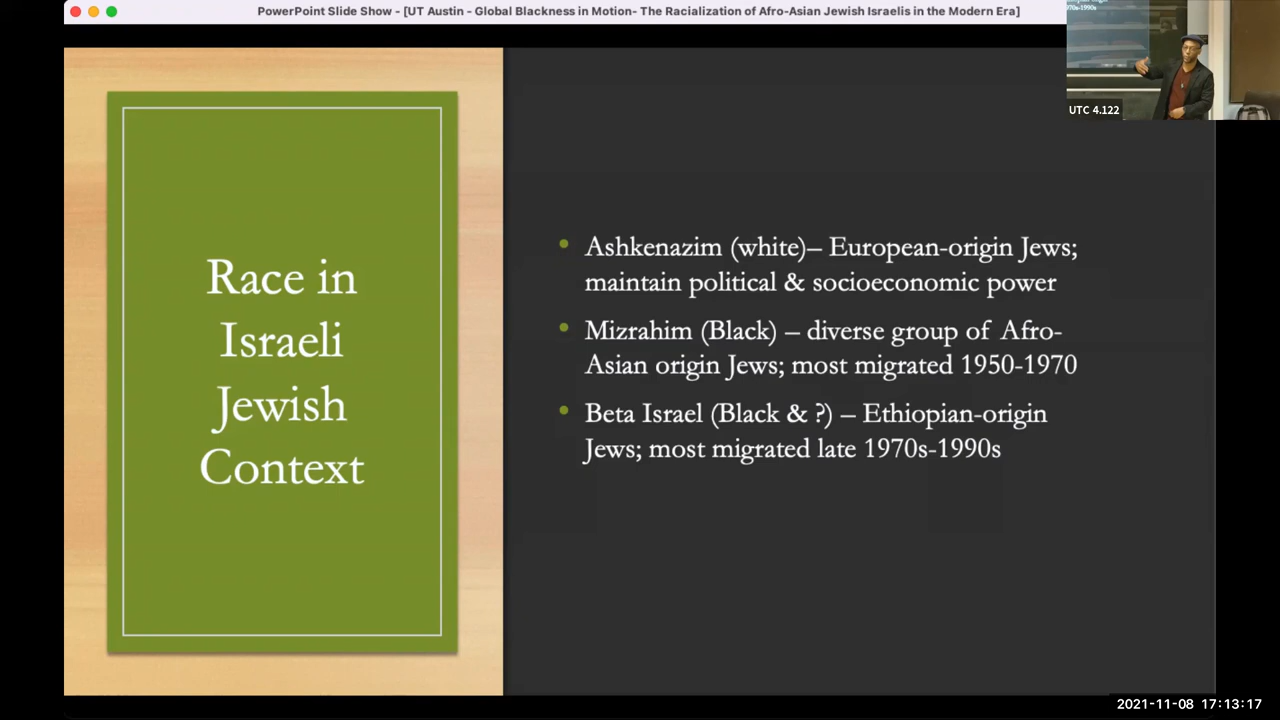 PowerPoint Slide Show - [UT Austin - Global Blackness in Motion- The Racialization of Afro-Asian Jewish Israelis in the Modern Era]
1970s-1990s
UTC 4.122
Race in
Israeli
Jewish
Context
• Ashkenazim (white)– European-origin Jews;
maintain political & socioeconomic power
• Mizrahim (Black) – diverse group of Afro-
Asian origin Jews; most migrated 1950-1970
• Beta Israel (Black & ?) – Ethiopian-origin
Jews; most migrated late 1970s-1990s
2021-11-08 17:13:17